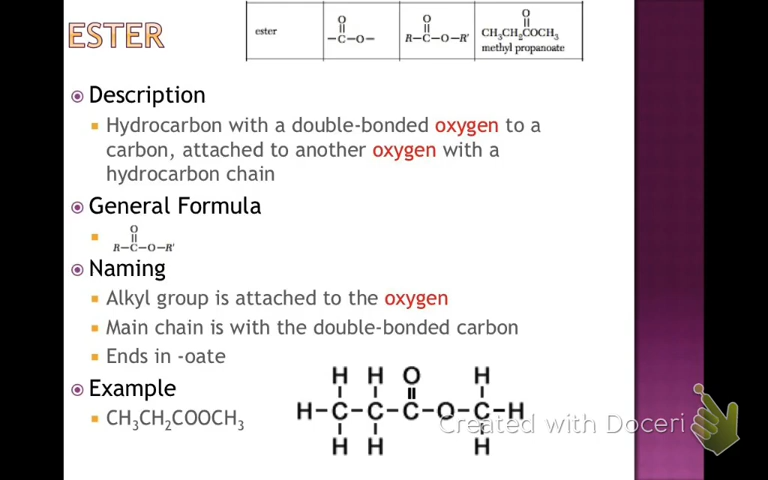 ESTER
ester
O
‖
–C–O–
O
‖
R–C–O–R'
O
‖
CH₃CH₂COCH₃
methyl propanoate
Description
Hydrocarbon with a double-bonded oxygen to a
carbon, attached to another oxygen with a
hydrocarbon chain
General Formula
O
‖
R–C–O–R'
Naming
Alkyl group is attached to the oxygen
Main chain is with the double-bonded carbon
Ends in -oate
Example
CH₃CH₂COOCH₃
H H O H
H–C–C–C–O–C–H
H H H
Created with Doceri